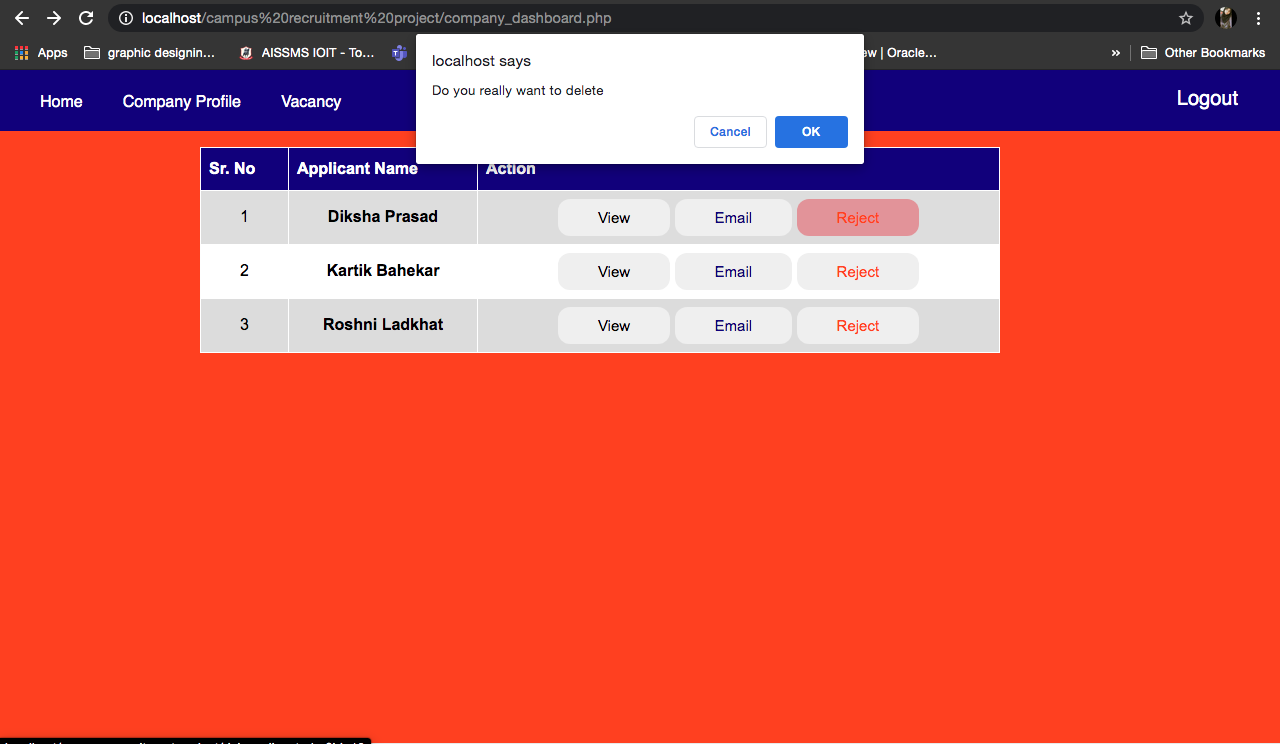 localhost/campus%20recruitment%20project/company_dashboard.php
Apps graphic designin... AISSMS IOIT - To... | Oracle... » Other Bookmarks
localhost says
Do you really want to delete
Cancel OK
Home Company Profile Vacancy Logout
Sr. No Applicant Name Action
1 Diksha Prasad View Email Reject
2 Kartik Bahekar View Email Reject
3 Roshni Ladkhat View Email Reject